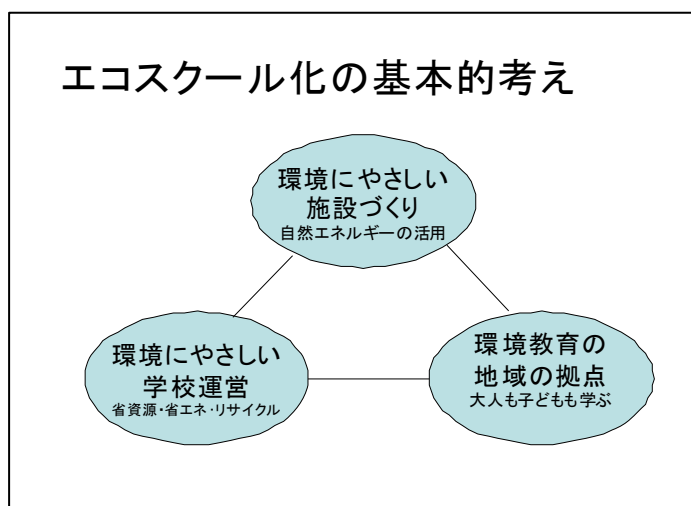 エコスクール化の基本的考え
環境にやさしい
施設づくり
自然エネルギーの活用
環境にやさしい
学校運営
省資源・省エネ・リサイクル
環境教育の
地域の拠点
大人も子どもも学ぶ